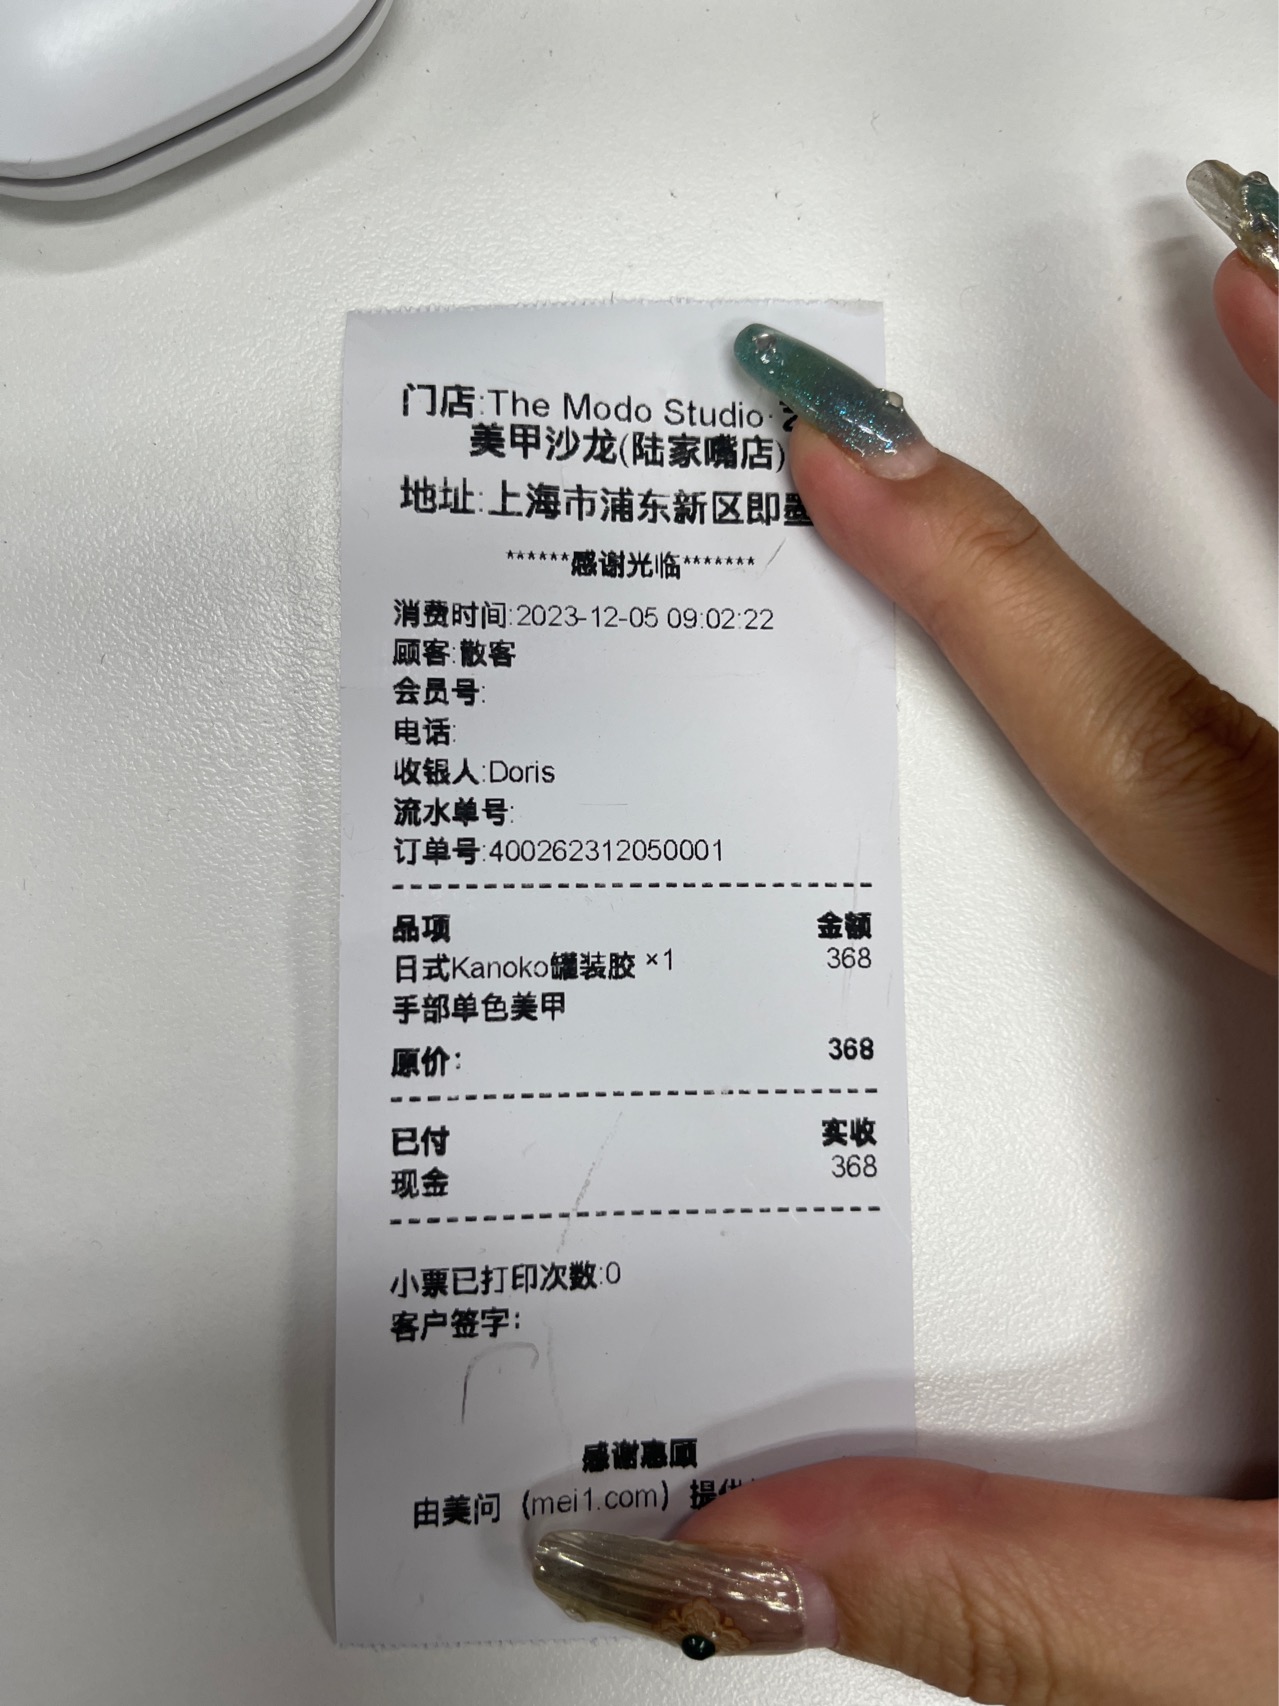 门店:The Modo Studio·
美甲沙龙(陆家嘴店)
地址:上海市浦东新区即墨
******感谢光临*******
消费时间:2023-12-05 09:02:22
顾客:散客
会员号:
电话:
收银人:Doris
流水单号:
订单号:400262312050001
品项 金额
日式Kanoko罐装胶 ×1 368
手部单色美甲
原价: 368
已付 实收
现金 368
小票已打印次数:0
客户签字:
感谢惠顾
由美问（mei1.com）提供